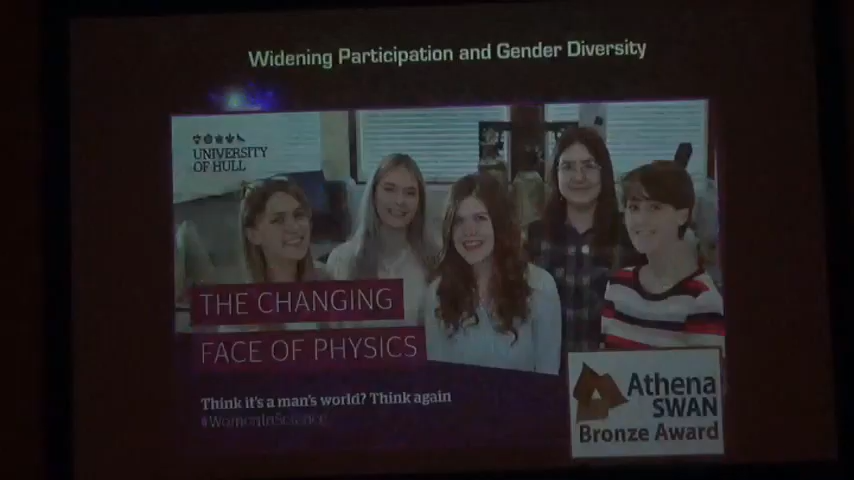 Widening Participation and Gender Diversity
UNIVERSITY
OF HULL
THE CHANGING
FACE OF PHYSICS
Think it's a man's world? Think again
#WomenInScience
Athena
SWAN
Bronze Award